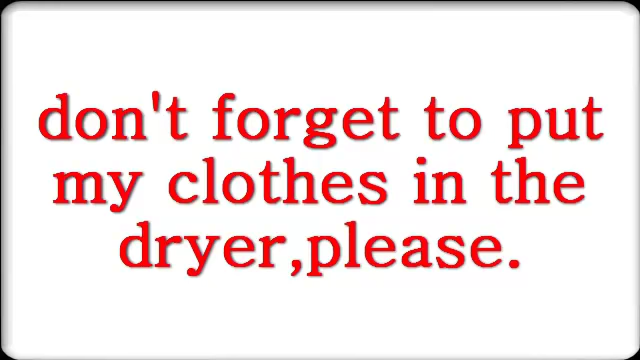 don't forget to put
my clothes in the
dryer,please.